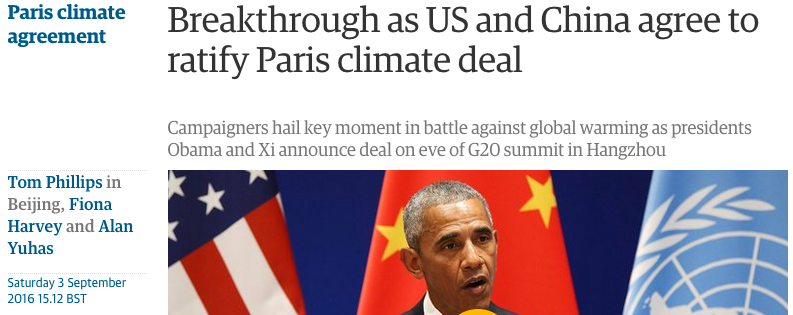 Paris climate
agreement
Breakthrough as US and China agree to
ratify Paris climate deal
Campaigners hail key moment in battle against global warming as presidents
Obama and Xi announce deal on eve of G20 summit in Hangzhou
Tom Phillips in
Beijing, Fiona
Harvey and Alan
Yuhas
Saturday 3 September
2016 15.12 BST